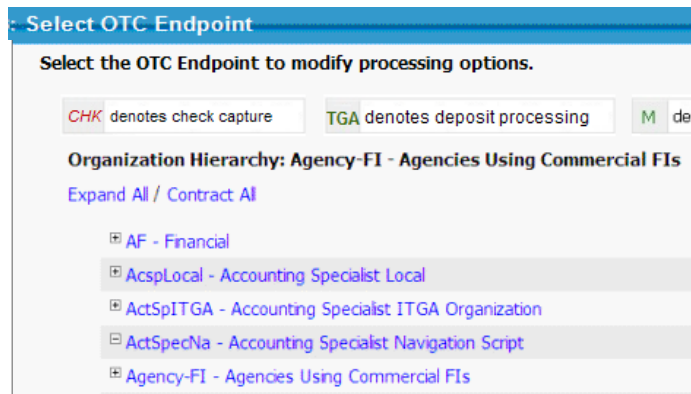 : Select OTC Endpoint
Select the OTC Endpoint to modify processing options.
CHK denotes check capture TGA denotes deposit processing M de
Organization Hierarchy: Agency-FI - Agencies Using Commercial FIs
Expand All / Contract All
AF - Financial
AcspLocal - Accounting Specialist Local
ActSpITGA - Accounting Specialist ITGA Organization
ActSpecNa - Accounting Specialist Navigation Script
Agency-FI - Agencies Using Commercial FIs